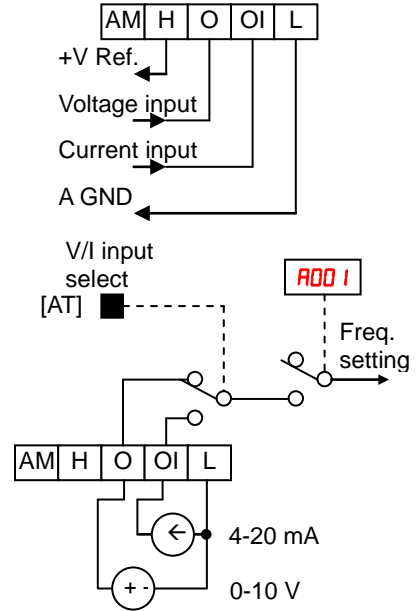 AM H O OI L
+V Ref.
Voltage input
Current input
A GND
V/I input
select
[AT]
A001
Freq.
setting
AM H O OI L
4-20 mA
+ -
0-10 V